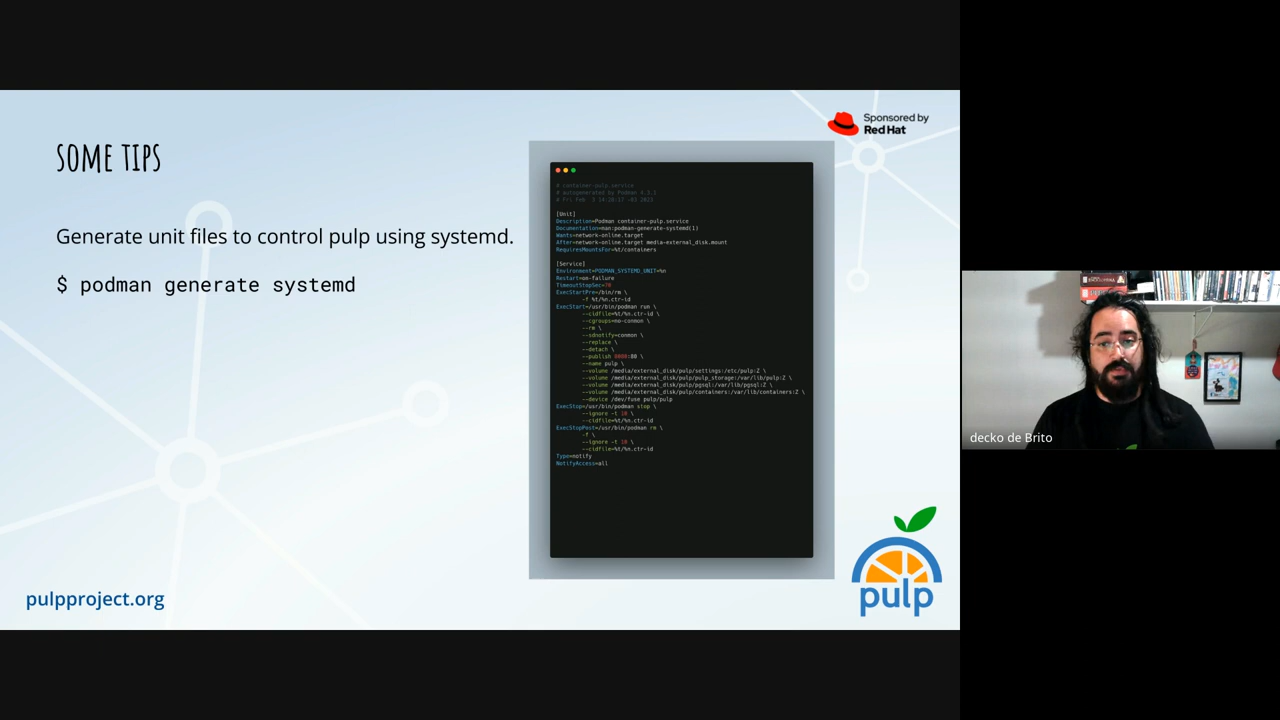 Sponsored by
Red Hat
SOME TIPS
Generate unit files to control pulp using systemd.
$ podman generate systemd
# container-pulp.service
# autogenerated by Podman 4.3.1
[Unit]
Description=Podman container-pulp.service
Documentation=man:podman-generate-systemd(1)
Wants=network-online.target
After=network-online.target media-external_disk.mount
RequiresMountsFor=%t/containers
[Service]
Environment=PODMAN_SYSTEMD_UNIT=%n
Restart=on-failure
TimeoutStopSec=70
ExecStartPre=/bin/rm \
-f %t/%n.ctr-id
ExecStart=/usr/bin/podman run \
--cidfile=%t/%n.ctr-id \
--cgroups=no-conmon \
--rm \
--sdnotify=conmon \
--replace \
--detach \
--publish 8080:80 \
--name pulp \
--volume /media/external_disk/pulp/settings:/etc/pulp:Z \
--volume /media/external_disk/pulp/pulp_storage:/var/lib/pulp:Z \
--volume /media/external_disk/pulp/pgsql:/var/lib/pgsql:Z \
--volume /media/external_disk/pulp/containers:/var/lib/containers:Z \
--device /dev/fuse pulp/pulp
ExecStop=/usr/bin/podman stop \
--ignore -t 10 \
--cidfile=%t/%n.ctr-id
ExecStopPost=/usr/bin/podman rm \
-f \
--ignore -t 10 \
--cidfile=%t/%n.ctr-id
Type=notify
NotifyAccess=all
decko de Brito
pulpproject.org
pulp